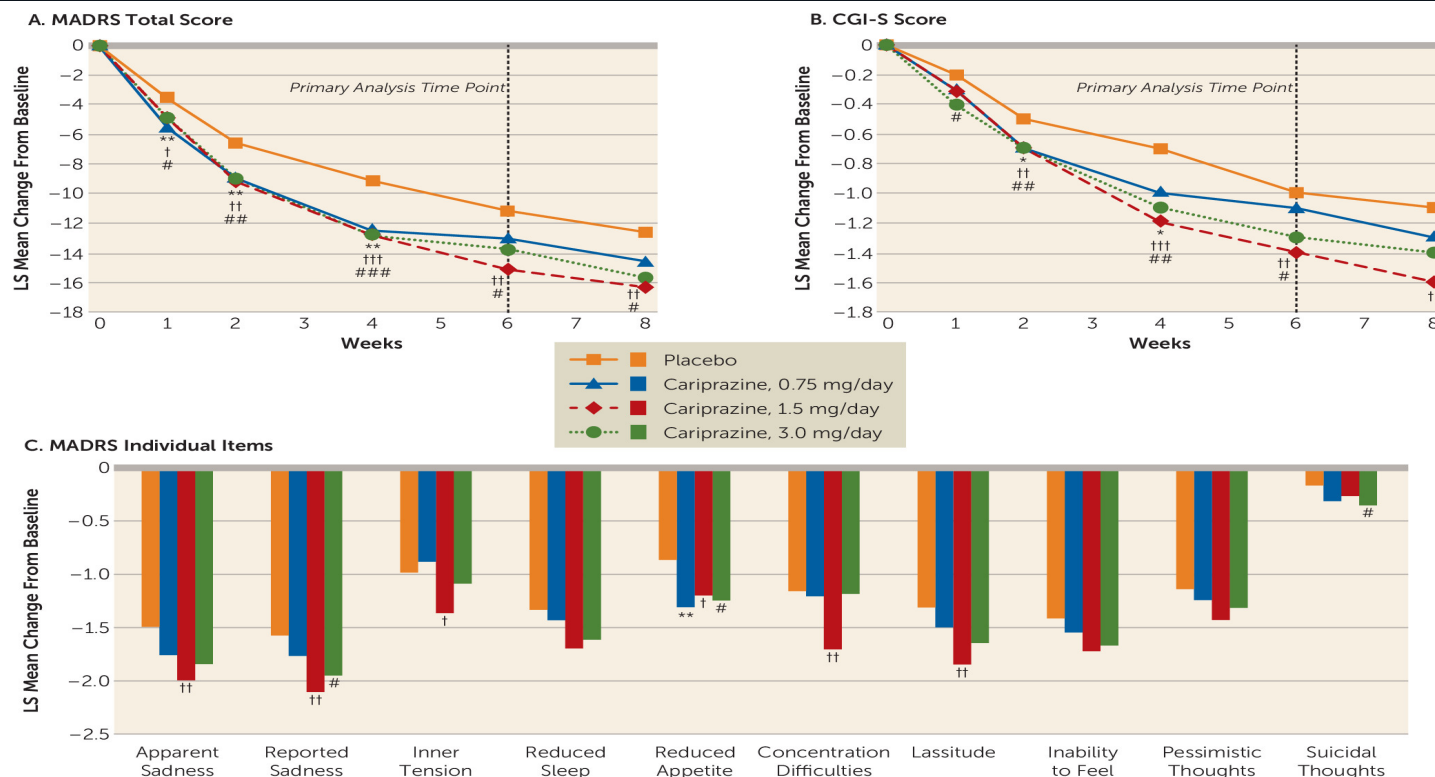 A. MADRS Total Score
LS Mean Change From Baseline
0
−2
−4
−6
−8
−10
−12
−14
−16
−18
Primary Analysis Time Point
**
†
#
**
††
##
**
†††
###
††
#
††
#
0 1 2 3 4 5 6 7 8
Weeks
B. CGI-S Score
LS Mean Change From Baseline
0
−0.2
−0.4
−0.6
−0.8
−1.0
−1.2
−1.4
−1.6
−1.8
Primary Analysis Time Point
#
*
††
##
*
†††
##
††
#
†
0 1 2 3 4 5 6 7 8
Weeks
Placebo
Cariprazine, 0.75 mg/day
Cariprazine, 1.5 mg/day
Cariprazine, 3.0 mg/day
C. MADRS Individual Items
LS Mean Change From Baseline
0
−0.5
−1.0
−1.5
−2.0
−2.5
††
††
#
†
**
†
#
††
††
#
Apparent
Sadness
Reported
Sadness
Inner
Tension
Reduced
Sleep
Reduced
Appetite
Concentration
Difficulties
Lassitude
Inability
to Feel
Pessimistic
Thoughts
Suicidal
Thoughts